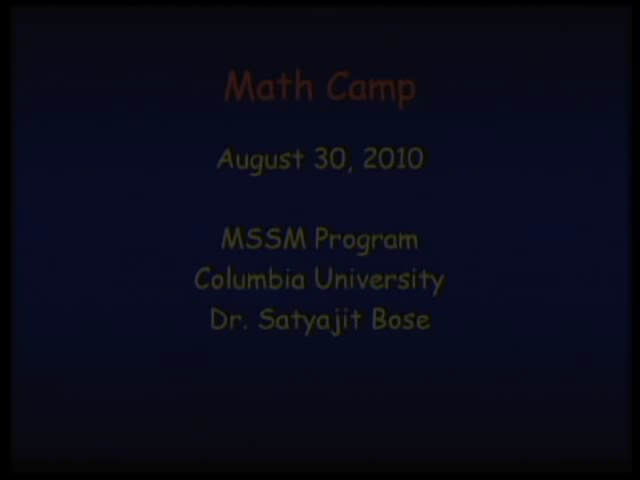 Math Camp
August 30, 2010
MSSM Program
Columbia University
Dr. Satyajit Bose